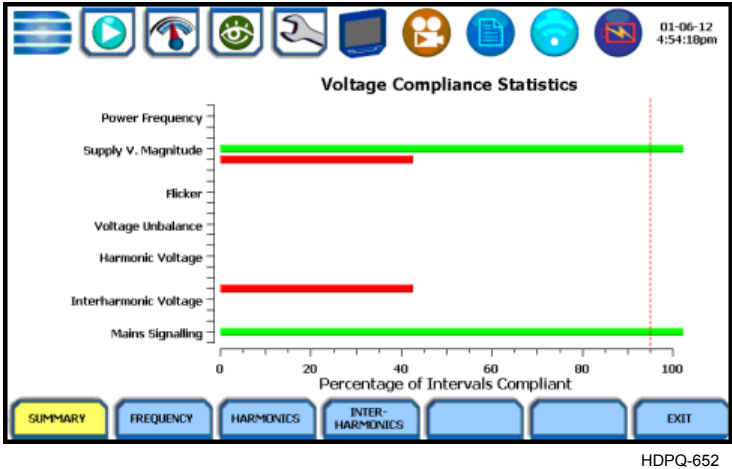 01-06-12
4:54:18pm
Voltage Compliance Statistics
Power Frequency
Supply V. Magnitude
Flicker
Voltage Unbalance
Harmonic Voltage
Interharmonic Voltage
Mains Signalling
0 20 40 60 80 100
Percentage of Intervals Compliant
SUMMARY FREQUENCY HARMONICS INTER-
HARMONICS EXIT
HDPQ-652